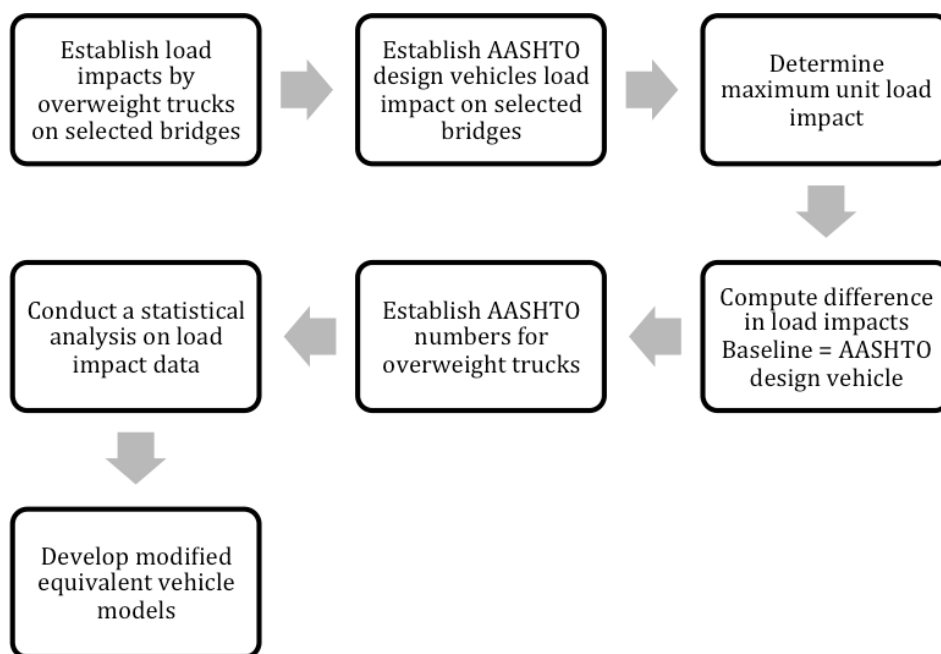 Establish load
impacts by
overweight trucks
on selected bridges
Establish AASHTO
design vehicles load
impact on selected
bridges
Determine
maximum unit load
impact
Compute difference
in load impacts
Baseline = AASHTO
design vehicle
Establish AASHTO
numbers for
overweight trucks
Conduct a statistical
analysis on load
impact data
Develop modified
equivalent vehicle
models